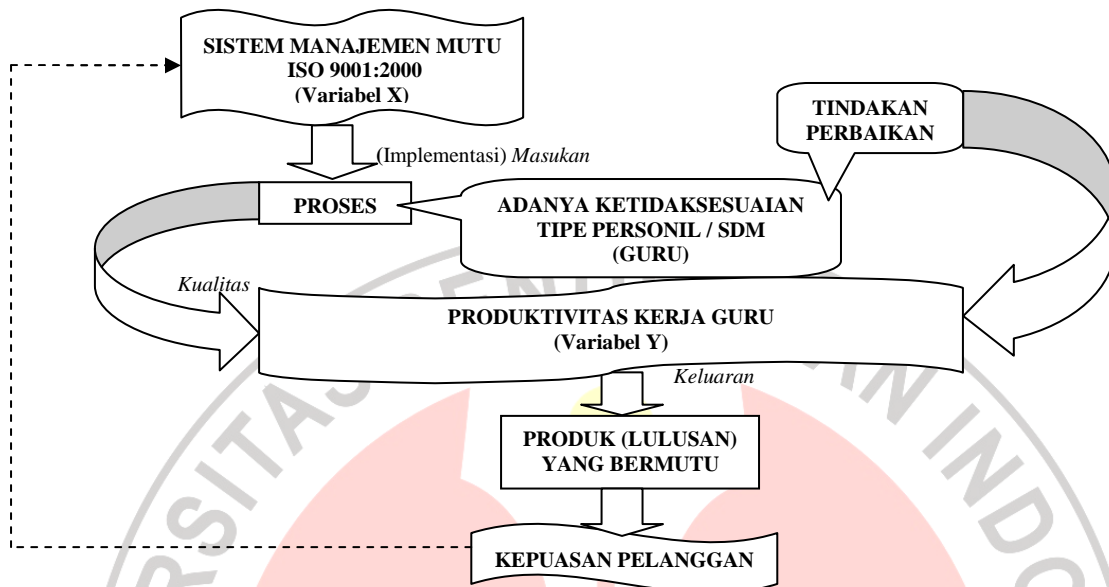 SISTEM MANAJEMEN MUTU
ISO 9001:2000
(Variabel X)
TINDAKAN
PERBAIKAN
(Implementasi) Masukan
PROSES
ADANYA KETIDAKSESUAIAN
TIPE PERSONIL / SDM
(GURU)
Kualitas
PRODUKTIVITAS KERJA GURU
(Variabel Y)
Keluaran
PRODUK (LULUSAN)
YANG BERMUTU
KEPUASAN PELANGGAN